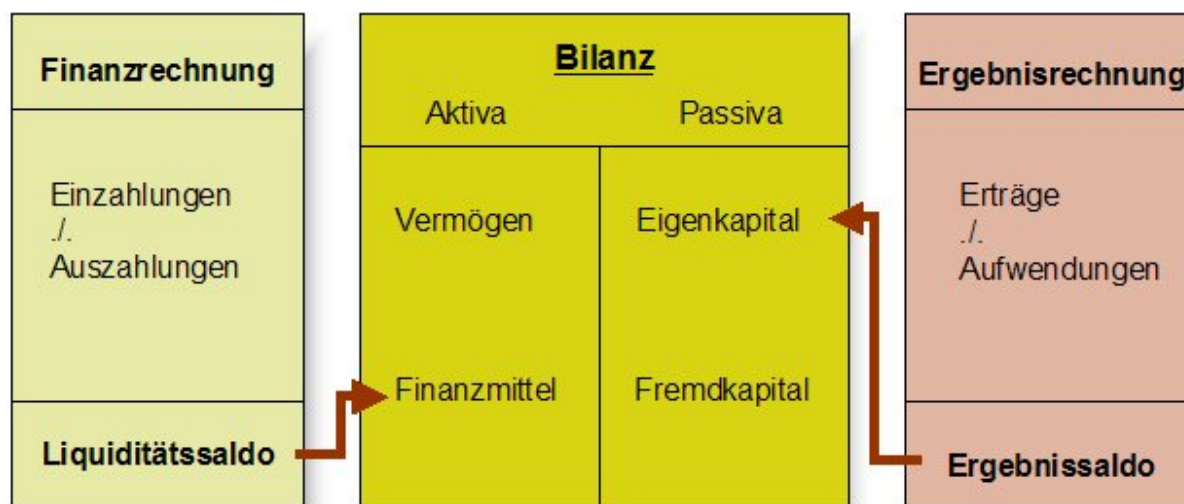 Finanzrechnung
Einzahlungen
./.
Auszahlungen
Liquiditätssaldo
Bilanz
Aktiva Passiva
Vermögen Eigenkapital
Finanzmittel Fremdkapital
Ergebnisrechnung
Erträge
./.
Aufwendungen
Ergebnissaldo